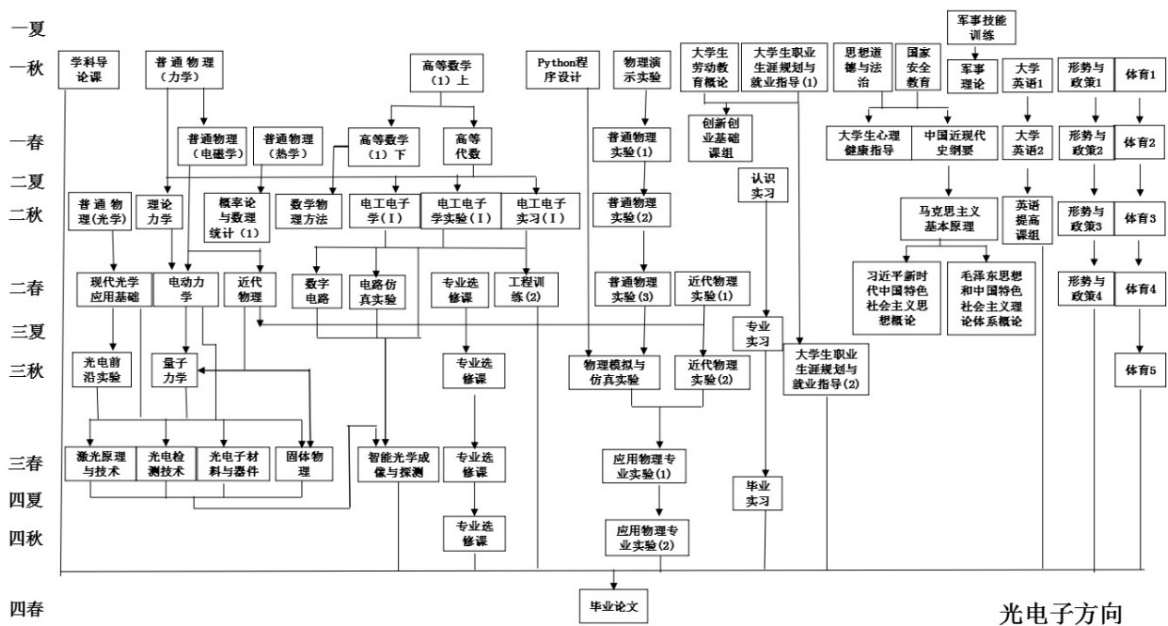 一夏
军事技能
训练
一秋
学科导
论课
普通物理
（力学）
高等数学
（1）上
Python程
序设计
物理演
示实验
大学生
劳动教
育概论
大学生职业
生涯规划与
就业指导(1)
思想道
德与法
治
国家
安全
教育
军事
理论
大学
英语1
形势与
政策1
体育1
一春
普通物理
（电磁学）
普通物理
（热学）
高等数学
（1）下
高等
代数
普通物理
实验(1)
创新创
业基础
课组
大学生心理
健康指导
中国近现代
史纲要
大学
英语2
形势与
政策2
体育2
二夏
认识
实习
二秋
普通物
理(光学)
理论
力学
概率论
与数理
统计（1）
数学物
理方法
电工电子
学(I)
电工电子
学实验(I)
电工电子
实习(I)
普通物理
实验(2)
马克思主义
基本原理
英语
提高
课组
形势与
政策3
体育3
二春
现代光学
应用基础
电动力
学
近代
物理
数字
电路
电路仿
真实验
专业选
修课
工程训
练(2)
普通物理
实验(3)
近代物理
实验(1)
习近平新时
代中国特色
社会主义思
想概论
毛泽东思想
和中国特色
社会主义理
论体系概论
形势与
政策4
体育4
三夏
专业
实习
三秋
光电前
沿实验
量子
力学
专业选
修课
物理模拟与
仿真实验
近代物理
实验(2)
大学生职业
生涯规划与
就业指导(2)
体育5
三春
激光原理
与技术
光电检
测技术
光电子材
料与器件
固体物
理
智能光学成
像与探测
专业选
修课
应用物理专
业实验(1)
四夏
毕业
实习
四秋
专业选
修课
应用物理专
业实验(2)
四春
毕业论文
光电子方向